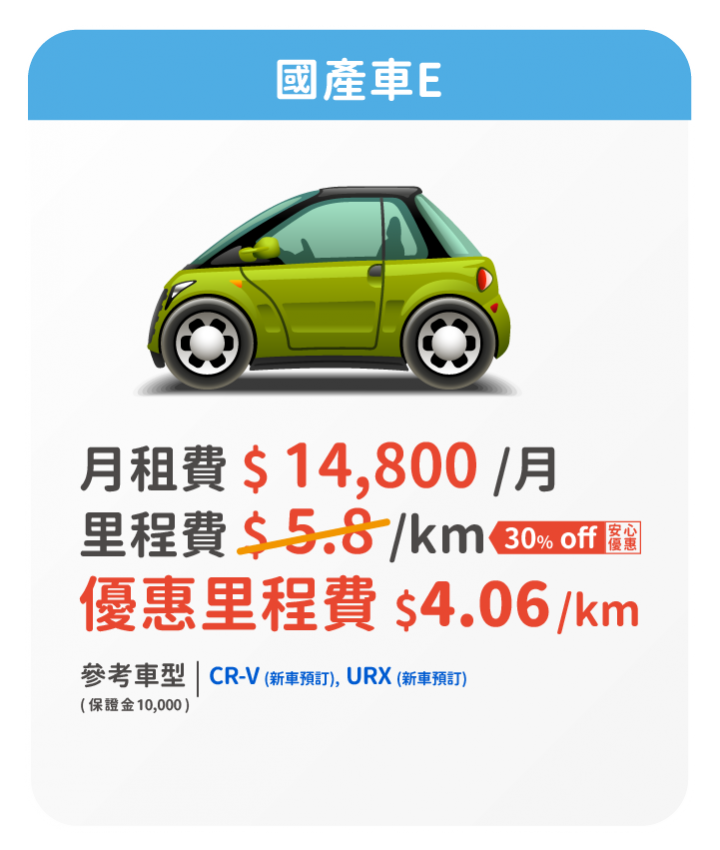 國產車E
月租費 $ 14,800 /月
里程費 $ 5.8 /km 30% off 安心優惠
優惠里程費 $4.06/km
參考車型 | CR-V (新車預訂), URX (新車預訂)
(保證金10,000)